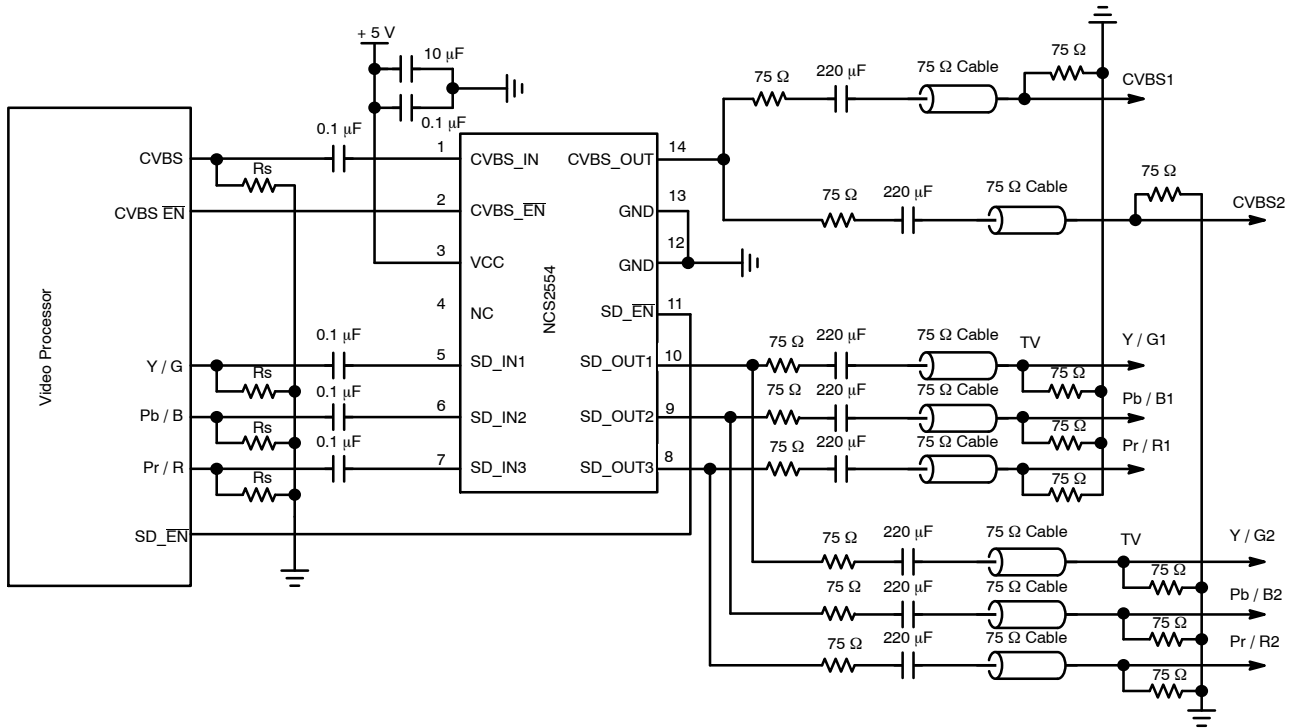 + 5 V
10 μF
0.1 μF
75 Ω
220 μF
75 Ω Cable
75 Ω
CVBS1
CVBS
Rs
0.1 μF
1
CVBS_IN
CVBS_OUT
14
CVBS E̅N̅
2
CVBS_E̅N̅
GND
13
75 Ω
220 μF
75 Ω Cable
75 Ω
CVBS2
3
VCC
GND
12
4
NC
NCS2554
SD_E̅N̅
11
Video Processor
Y / G
Rs
0.1 μF
5
SD_IN1
SD_OUT1
10
75 Ω
220 μF
75 Ω Cable
TV
75 Ω
Y / G1
Pb / B
Rs
0.1 μF
6
SD_IN2
SD_OUT2
9
75 Ω
220 μF
75 Ω Cable
75 Ω
Pb / B1
Pr / R
Rs
0.1 μF
7
SD_IN3
SD_OUT3
8
75 Ω
220 μF
75 Ω Cable
75 Ω
Pr / R1
SD_E̅N̅
75 Ω
220 μF
75 Ω Cable
TV
75 Ω
Y / G2
75 Ω
220 μF
75 Ω Cable
75 Ω
Pb / B2
75 Ω
220 μF
75 Ω Cable
75 Ω
Pr / R2